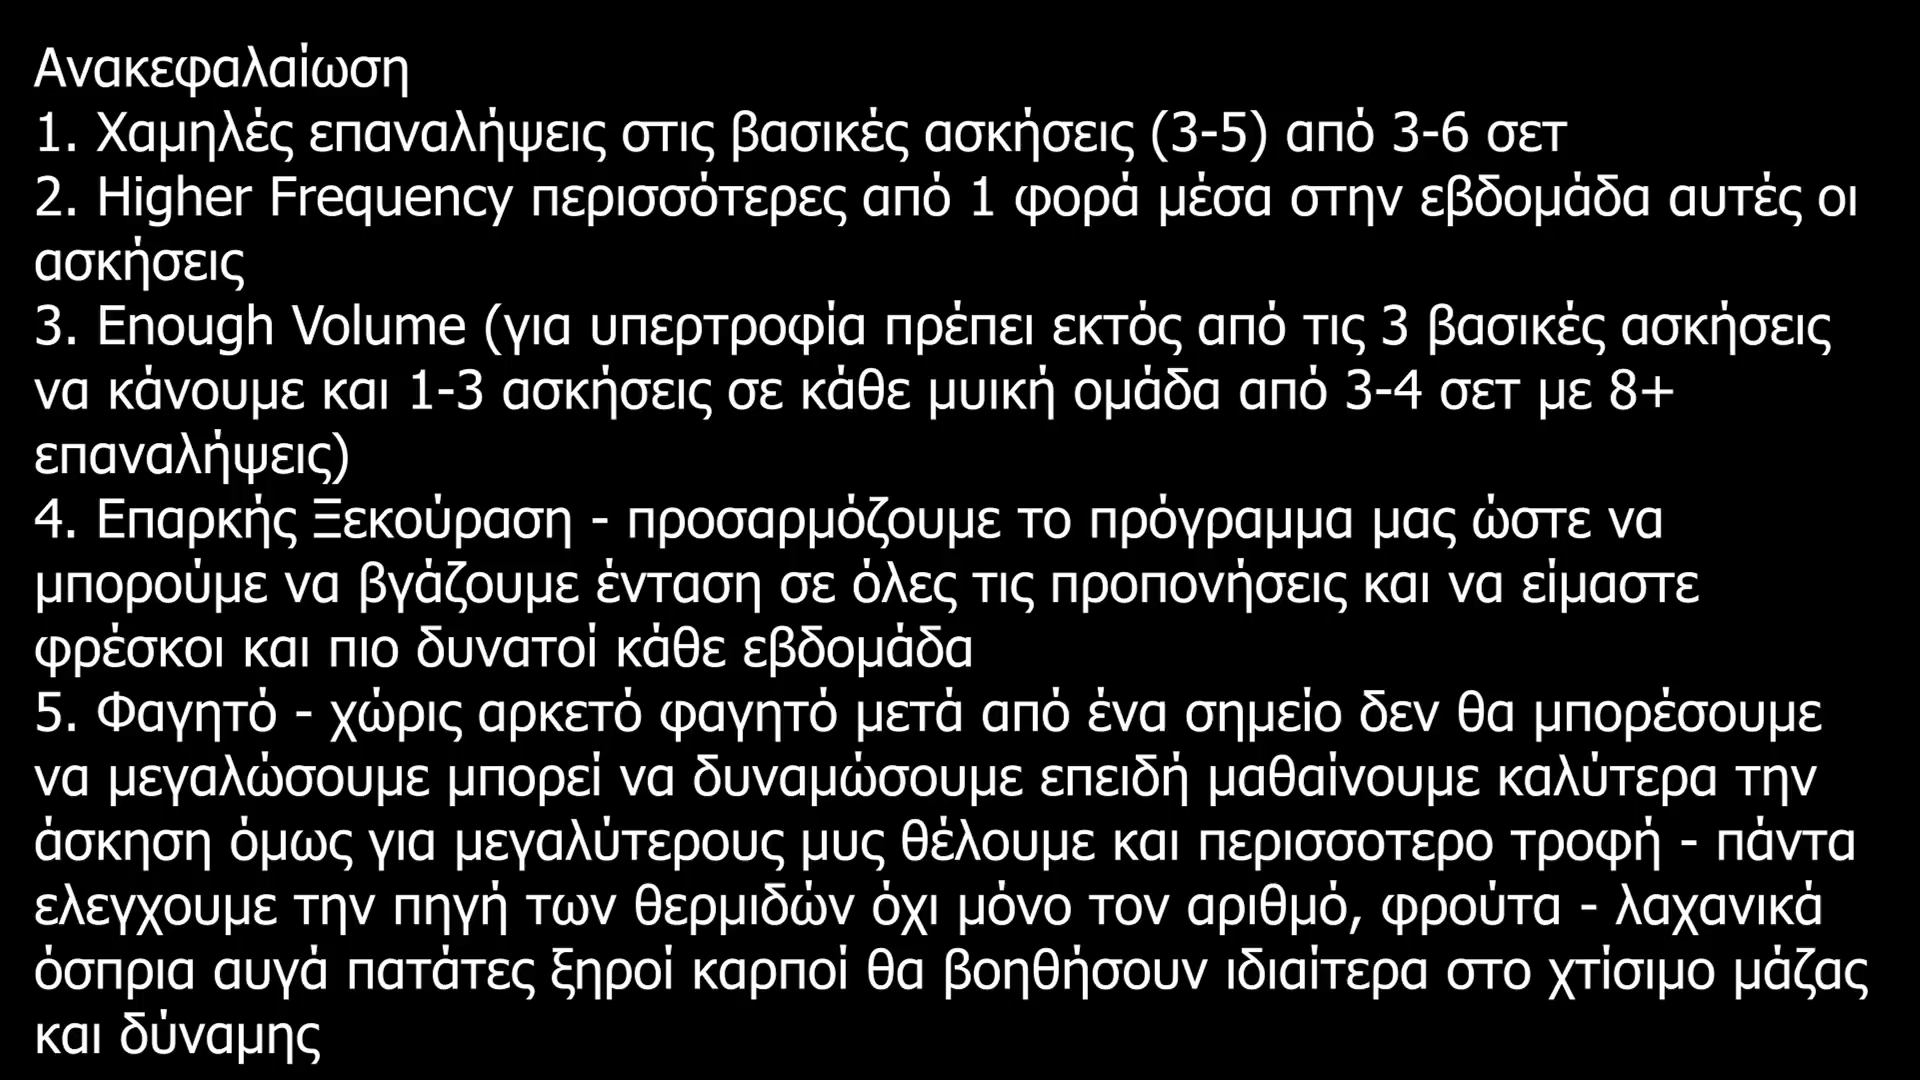 Ανακεφαλαίωση
1. Χαμηλές επαναλήψεις στις βασικές ασκήσεις (3-5) από 3-6 σετ
2. Higher Frequency περισσότερες από 1 φορά μέσα στην εβδομάδα αυτές οι
ασκήσεις
3. Enough Volume (για υπερτροφία πρέπει εκτός από τις 3 βασικές ασκήσεις
να κάνουμε και 1-3 ασκήσεις σε κάθε μυική ομάδα από 3-4 σετ με 8+
επαναλήψεις)
4. Επαρκής Ξεκούραση - προσαρμόζουμε το πρόγραμμα μας ώστε να
μπορούμε να βγάζουμε ένταση σε όλες τις προπονήσεις και να είμαστε
φρέσκοι και πιο δυνατοί κάθε εβδομάδα
5. Φαγητό - χώρις αρκετό φαγητό μετά από ένα σημείο δεν θα μπορέσουμε
να μεγαλώσουμε μπορεί να δυναμώσουμε επειδή μαθαίνουμε καλύτερα την
άσκηση όμως για μεγαλύτερους μυς θέλουμε και περισσοτερο τροφή - πάντα
ελεγχουμε την πηγή των θερμιδών όχι μόνο τον αριθμό, φρούτα - λαχανικά
όσπρια αυγά πατάτες ξηροί καρποί θα βοηθήσουν ιδιαίτερα στο χτίσιμο μάζας
και δύναμης